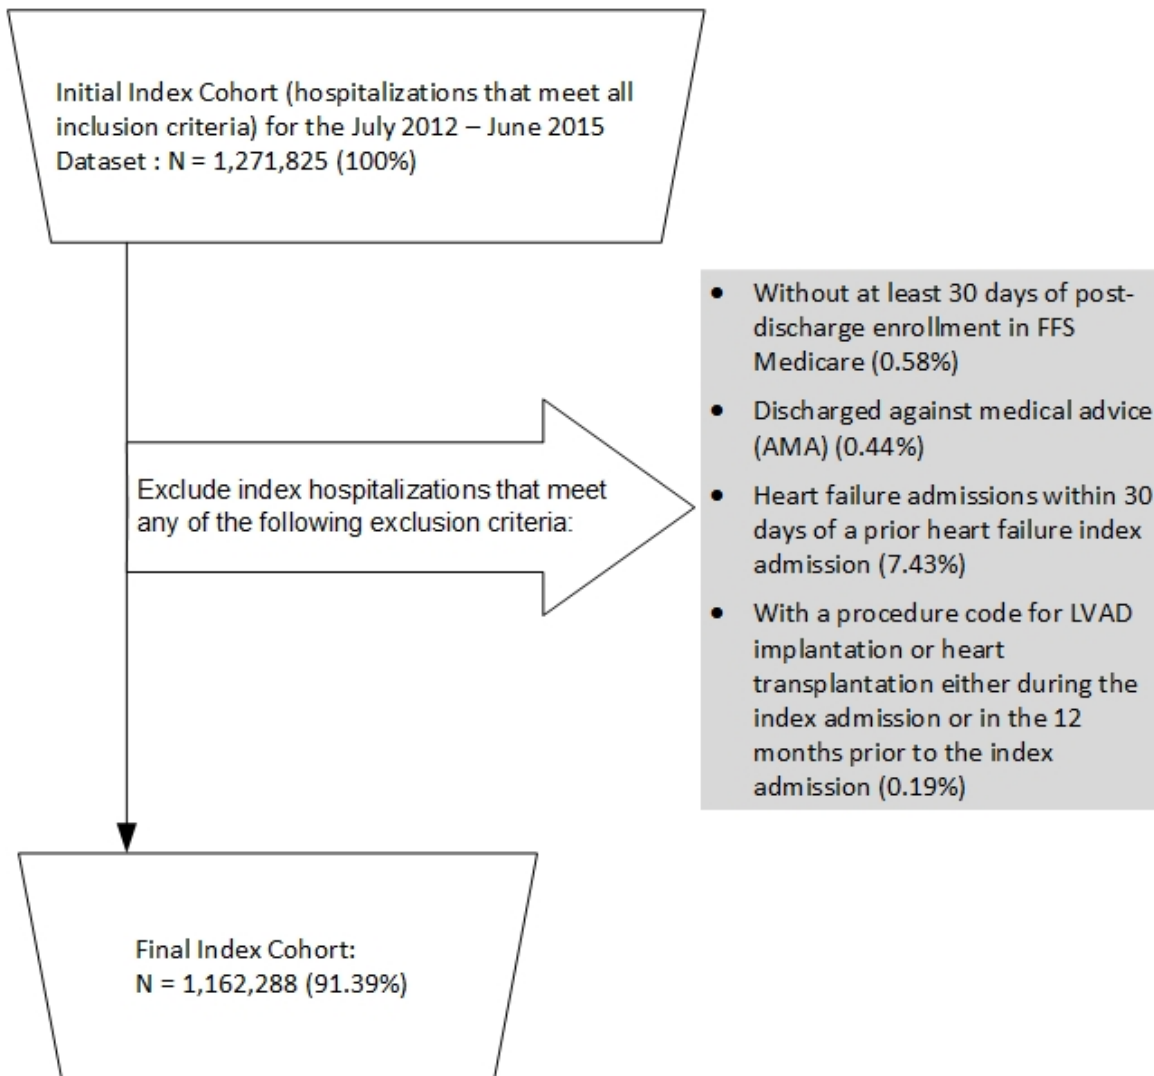 Initial Index Cohort (hospitalizations that meet all
inclusion criteria) for the July 2012 – June 2015
Dataset : N = 1,271,825 (100%)
Exclude index hospitalizations that meet
any of the following exclusion criteria:
• Without at least 30 days of post-
discharge enrollment in FFS
Medicare (0.58%)
• Discharged against medical advice
(AMA) (0.44%)
• Heart failure admissions within 30
days of a prior heart failure index
admission (7.43%)
• With a procedure code for LVAD
implantation or heart
transplantation either during the
index admission or in the 12
months prior to the index
admission (0.19%)
Final Index Cohort:
N = 1,162,288 (91.39%)